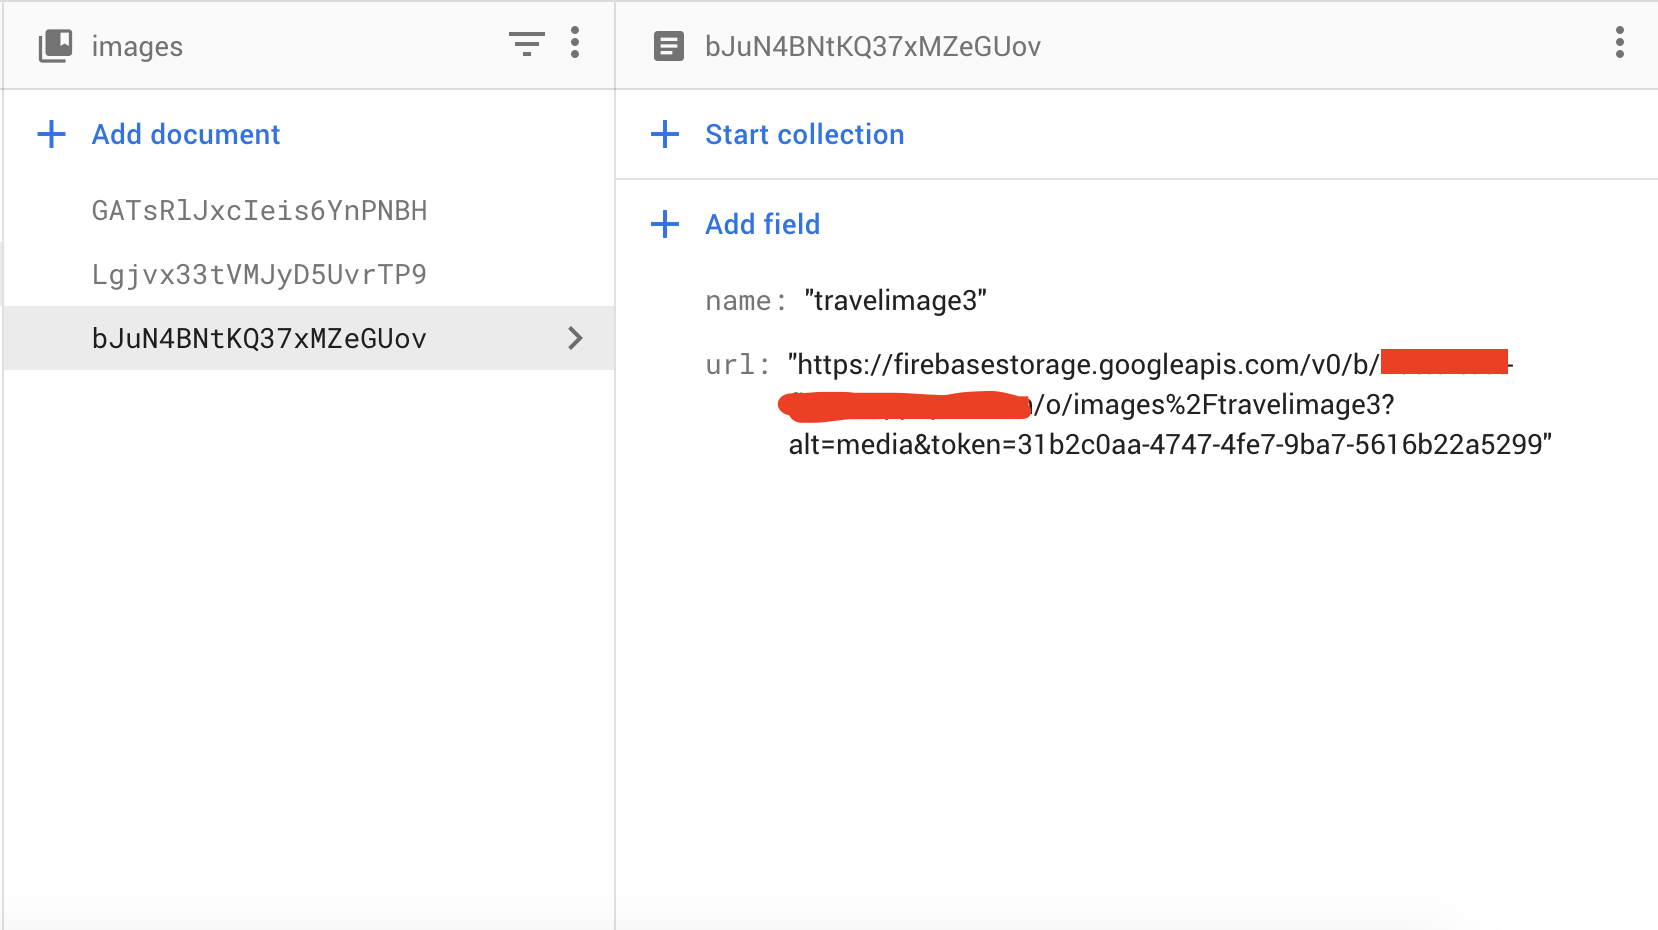 images
Add document
GATsRlJxcIeis6YnPNBH
Lgjvx33tVMJyD5UvrTP9
bJuN4BNtKQ37xMZeGUov
bJuN4BNtKQ37xMZeGUov
Start collection
Add field
name: "travelimage3"
url: "https://firebasestorage.googleapis.com/v0/b/ -
/o/images%2Ftravelimage3?
alt=media&token=31b2c0aa-4747-4fe7-9ba7-5616b22a5299"